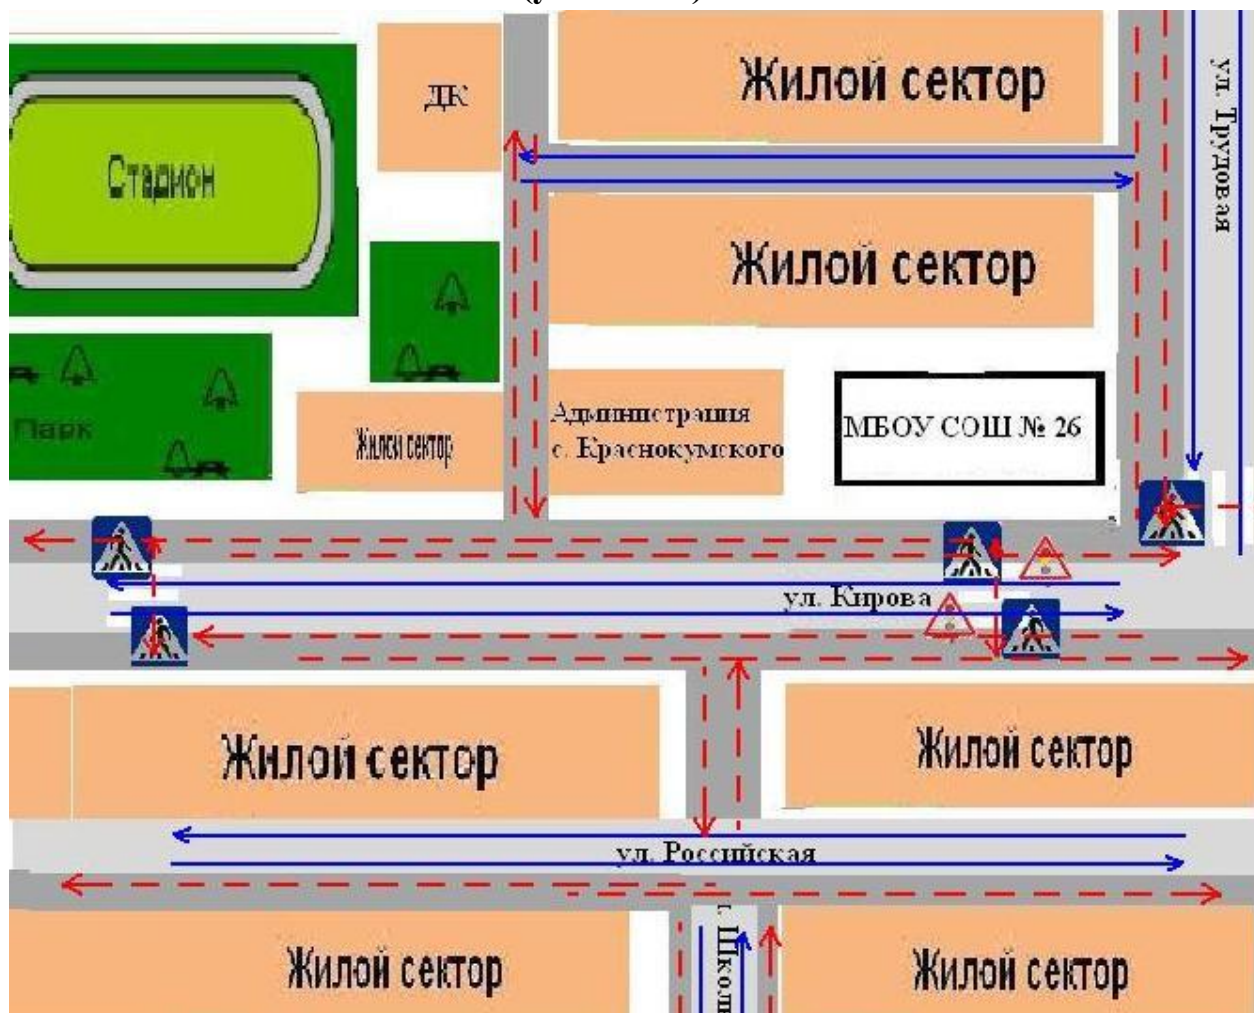 ДК
Жилой сектор
ул. Трудовая
Стадион
Жилой сектор
Парк
Жилой сектор
Администрация
с. Краснокумского
МБОУ СОШ № 26
ул. Кирова
Жилой сектор
Жилой сектор
ул. Российская
Жилой сектор
Жилой сектор